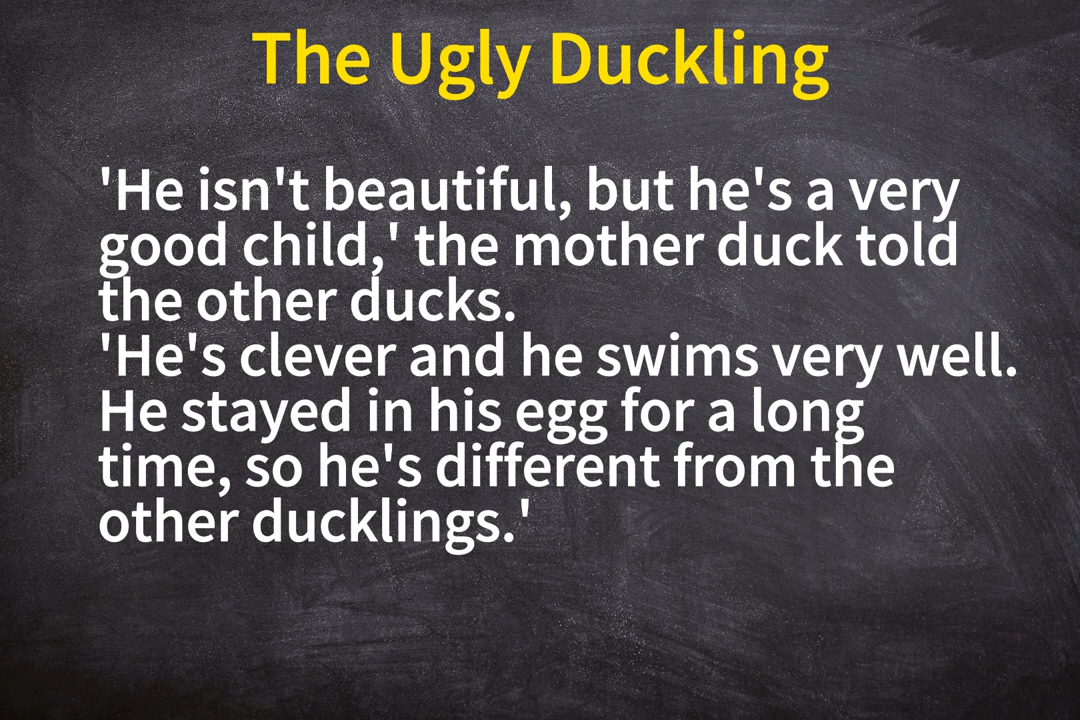 The Ugly Duckling
'He isn't beautiful, but he's a very
good child,' the mother duck told
the other ducks.
'He's clever and he swims very well.
He stayed in his egg for a long
time, so he's different from the
other ducklings.'